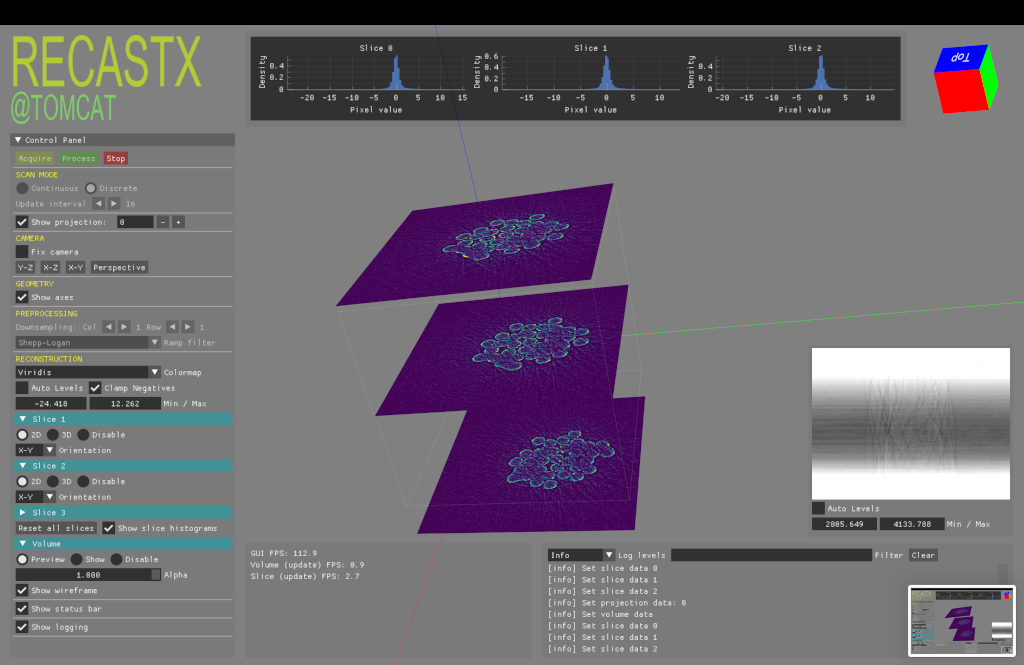 RECASTX
@TOMCAT
Slice 0
Slice 1
Slice 2
Density
0.4
0.2
0
-20 -15 -10 -5 0 5 10 15
Pixel value
Density
0.6
0.4
0.2
0
-15 -10 -5 0 5 10
Pixel value
Density
0.4
0.2
0
-20 -15 -10 -5 0 5 10
Pixel value
Top
Control Panel
Acquire Process Stop
SCAN MODE
Continuous Discrete
Update interval 16
Show projection: 0 - +
CAMERA
Fix camera
Y-Z X-Z X-Y Perspective
GEOMETRY
Show axes
PREPROCESSING
Downsampling: Col 1 Row 1
Shepp-Logan Ramp filter
RECONSTRUCTION
Viridis Colormap
Auto Levels Clamp Negatives
-24.418 12.262 Min / Max
Slice 1
2D 3D Disable
X-Y Orientation
Slice 2
2D 3D Disable
X-Y Orientation
Slice 3
Reset all slices Show slice histograms
Volume
Preview Show Disable
1.000 Alpha
Show wireframe
Show status bar
Show logging
Auto Levels
2005.649 4133.788 Min / Max
GUI FPS: 112.9
Volume (update) FPS: 0.9
Slice (update) FPS: 2.7
Info Log levels Filter Clear
[info] Set slice data 0
[info] Set slice data 1
[info] Set slice data 2
[info] Set projection data: 0
[info] Set volume data
[info] Set slice data 0
[info] Set slice data 1
[info] Set slice data 2